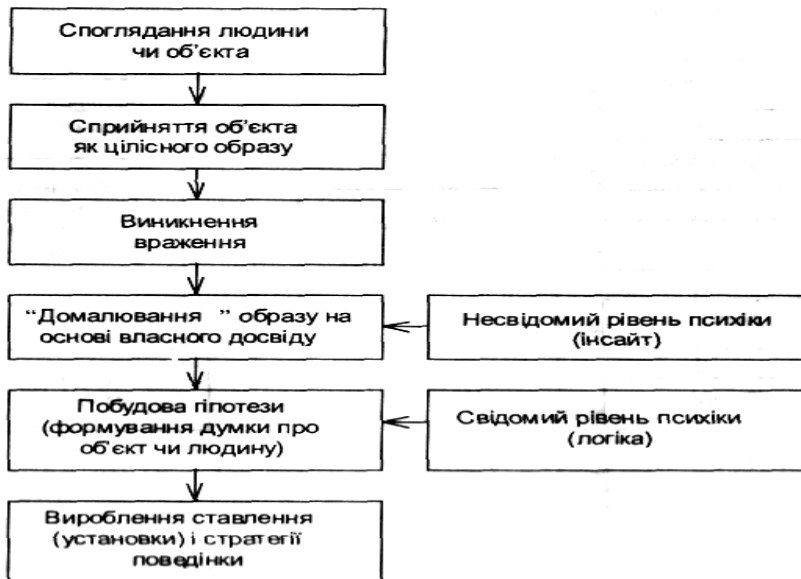 Споглядання людини
чи об'єкта
Сприйняття об'єкта
як цілісного образу
Виникнення
враження
“Домалювання ” образу на
основі власного досвіду
Несвідомий рівень психіки
(інсайт)
Побудова гіпотези
(формування думки про
об'єкт чи людину)
Свідомий рівень психіки
(логіка)
Вироблення ставлення
(установки) і стратегії
поведінки